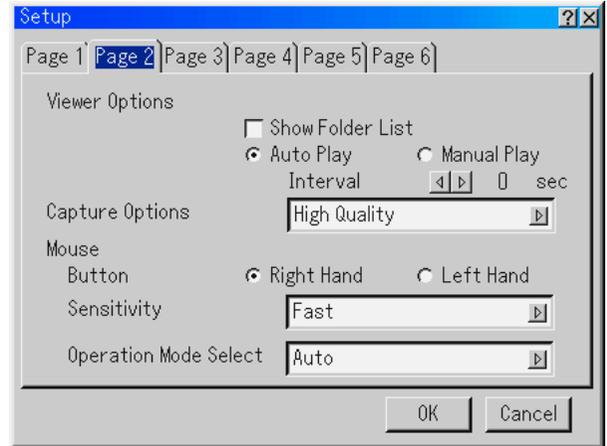 Setup ? X
Page 1 Page 2 Page 3 Page 4 Page 5 Page 6
Viewer Options
Show Folder List
Auto Play Manual Play
Interval 0 sec
Capture Options High Quality
Mouse
Button Right Hand Left Hand
Sensitivity Fast
Operation Mode Select Auto
OK Cancel